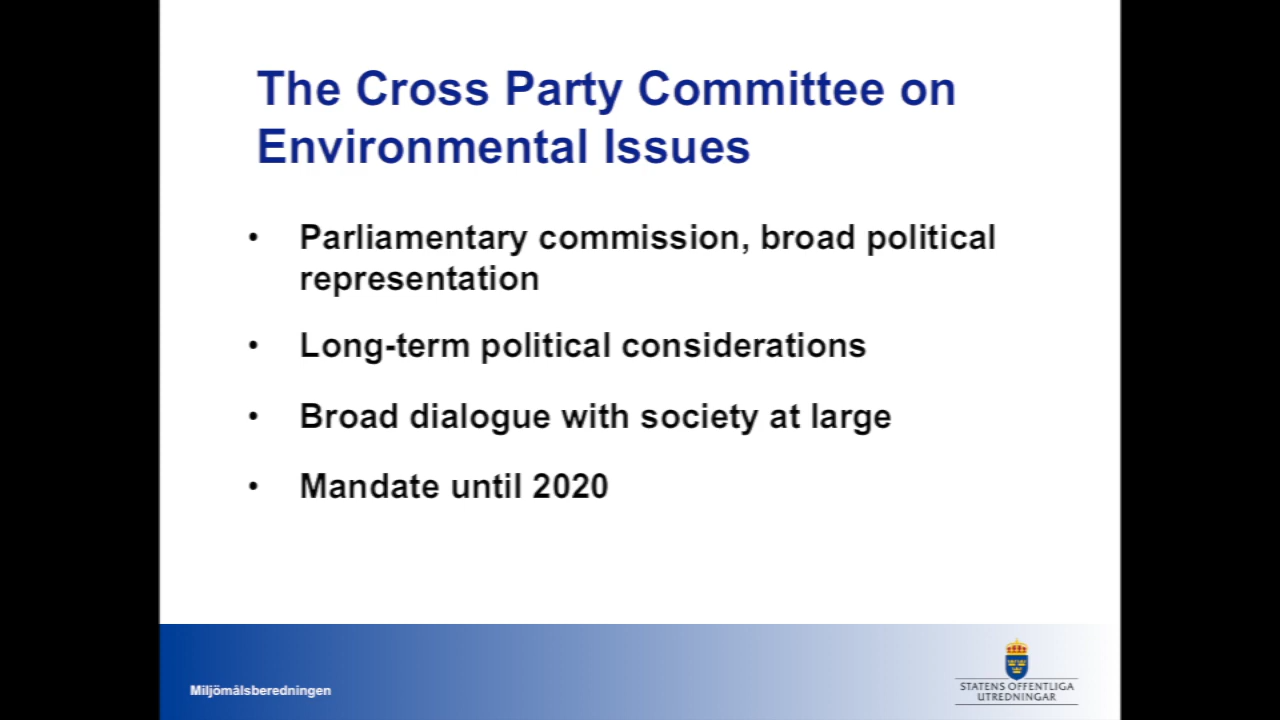 The Cross Party Committee on
Environmental Issues
• Parliamentary commission, broad political
representation
• Long-term political considerations
• Broad dialogue with society at large
• Mandate until 2020
Miljömålsberedningen
STATENS OFFENTLIGA
UTREDNINGAR